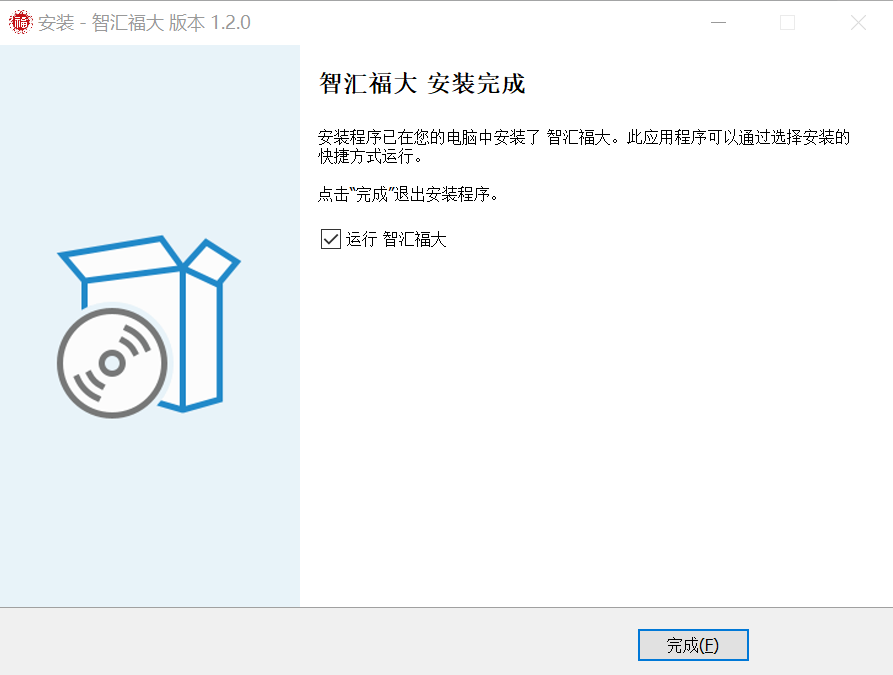 福
安装 - 智汇福大 版本 1.2.0
智汇福大 安装完成
安装程序已在您的电脑中安装了 智汇福大。此应用程序可以通过选择安装的
快捷方式运行。
点击“完成”退出安装程序。
运行 智汇福大
完成(F)